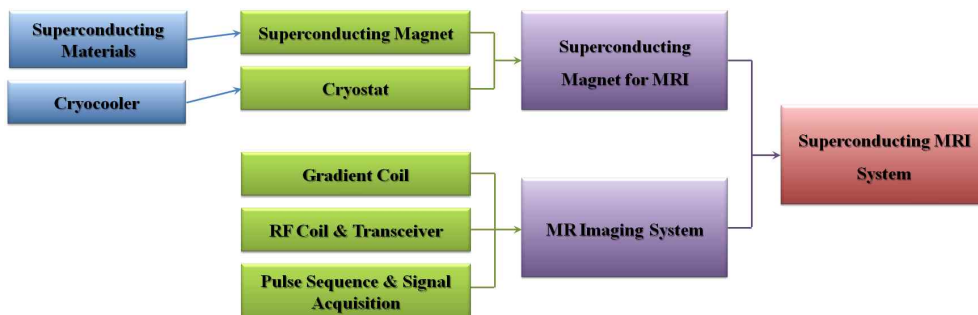 Superconducting
Materials
Cryocooler
Superconducting Magnet
Cryostat
Gradient Coil
RF Coil & Transceiver
Pulse Sequence & Signal
Acquisition
Superconducting
Magnet for MRI
MR Imaging System
Superconducting MRI
System